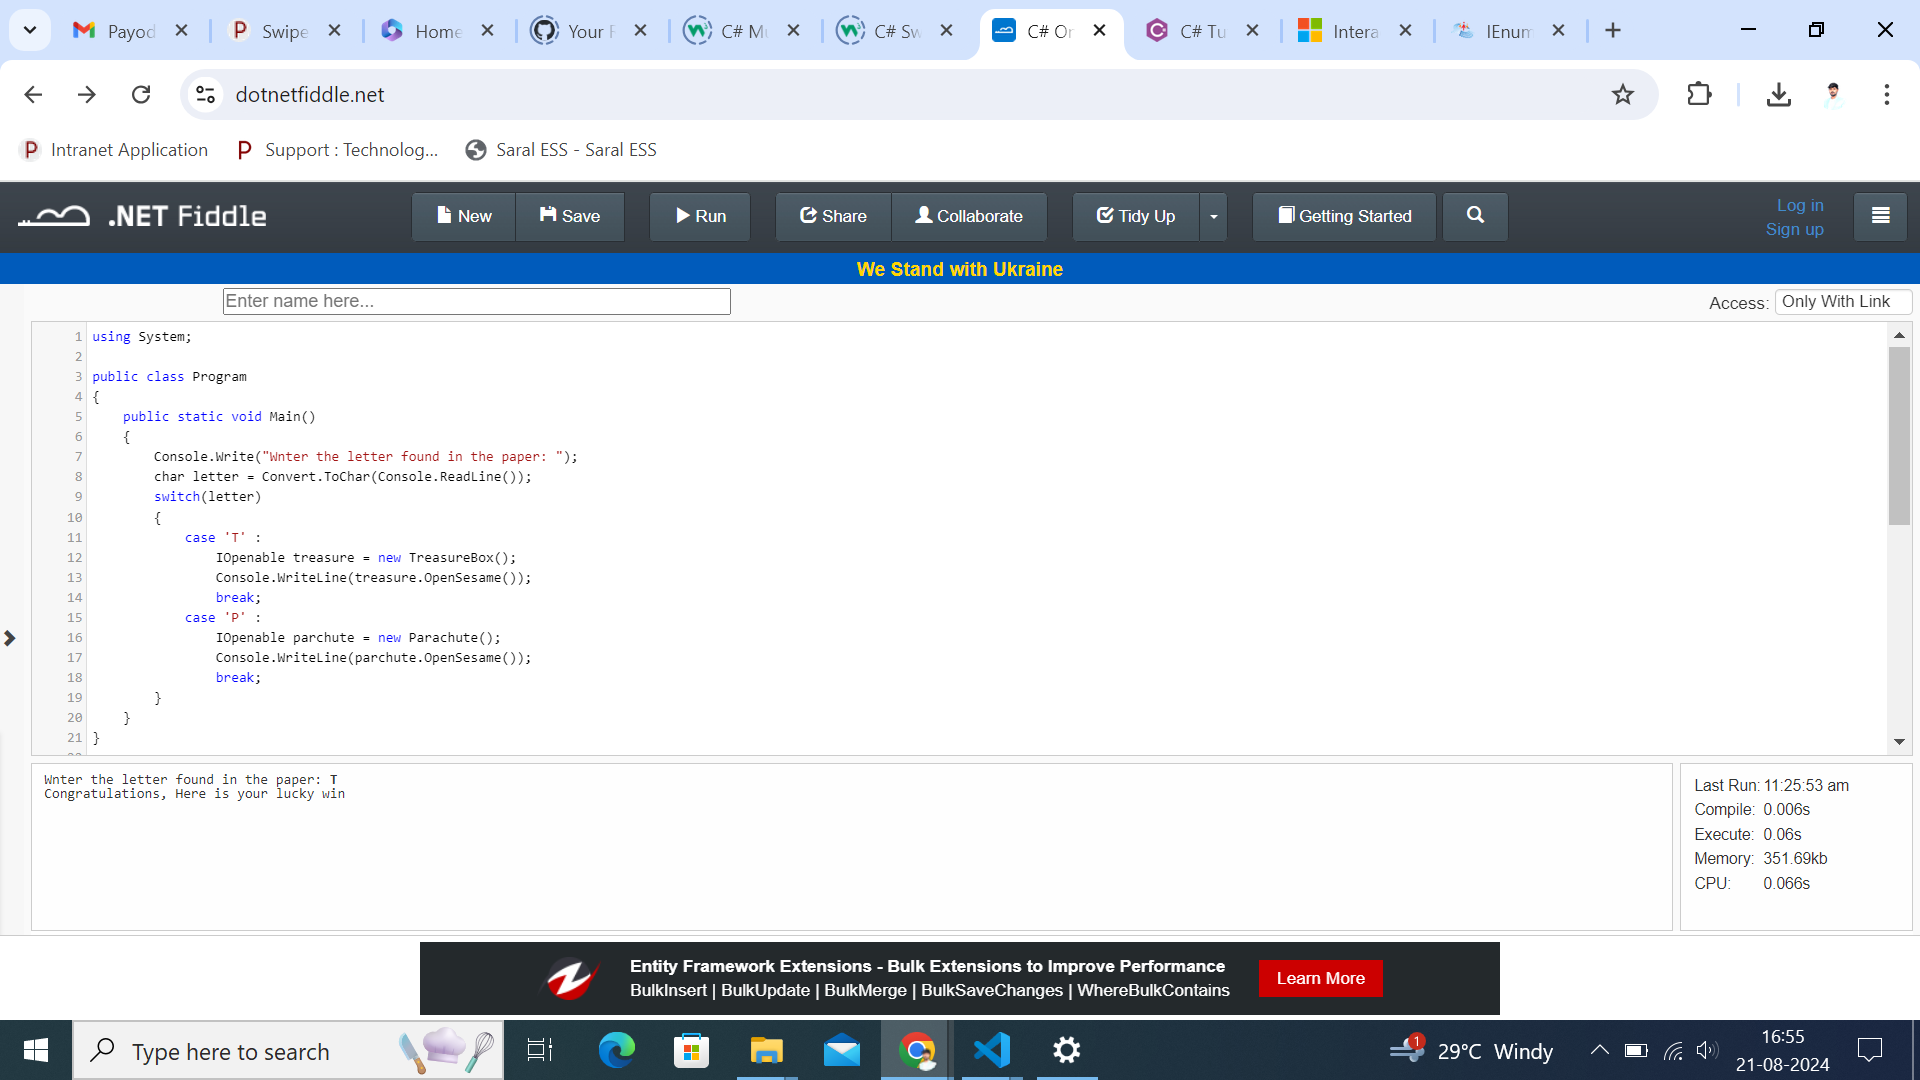 Payod
Swipe
Home
Your
C# M
C# Sw
C# Or
C# Tu
Intera
IEnum
dotnetfiddle.net
Intranet Application
Support : Technolog...
Saral ESS - Saral ESS
.NET Fiddle
New
Save
Run
Share
Collaborate
Tidy Up
Getting Started
Log in
Sign up
We Stand with Ukraine
Enter name here...
Access: Only With Link
1 using System;
2
3 public class Program
4 {
5 public static void Main()
6 {
7 Console.Write("Wnter the letter found in the paper: ");
8 char letter = Convert.ToChar(Console.ReadLine());
9 switch(letter)
10 {
11 case 'T' :
12 IOpenable treasure = new TreasureBox();
13 Console.WriteLine(treasure.OpenSesame());
14 break;
15 case 'P' :
16 IOpenable parchute = new Parachute();
17 Console.WriteLine(parchute.OpenSesame());
18 break;
19 }
20 }
21 }
Wnter the letter found in the paper: T
Congratulations, Here is your lucky win
Last Run: 11:25:53 am
Compile: 0.006s
Execute: 0.06s
Memory: 351.69kb
CPU: 0.066s
Entity Framework Extensions - Bulk Extensions to Improve Performance
BulkInsert | BulkUpdate | BulkMerge | BulkSaveChanges | WhereBulkContains
Learn More
Type here to search
1
29°C Windy
16:55
21-08-2024